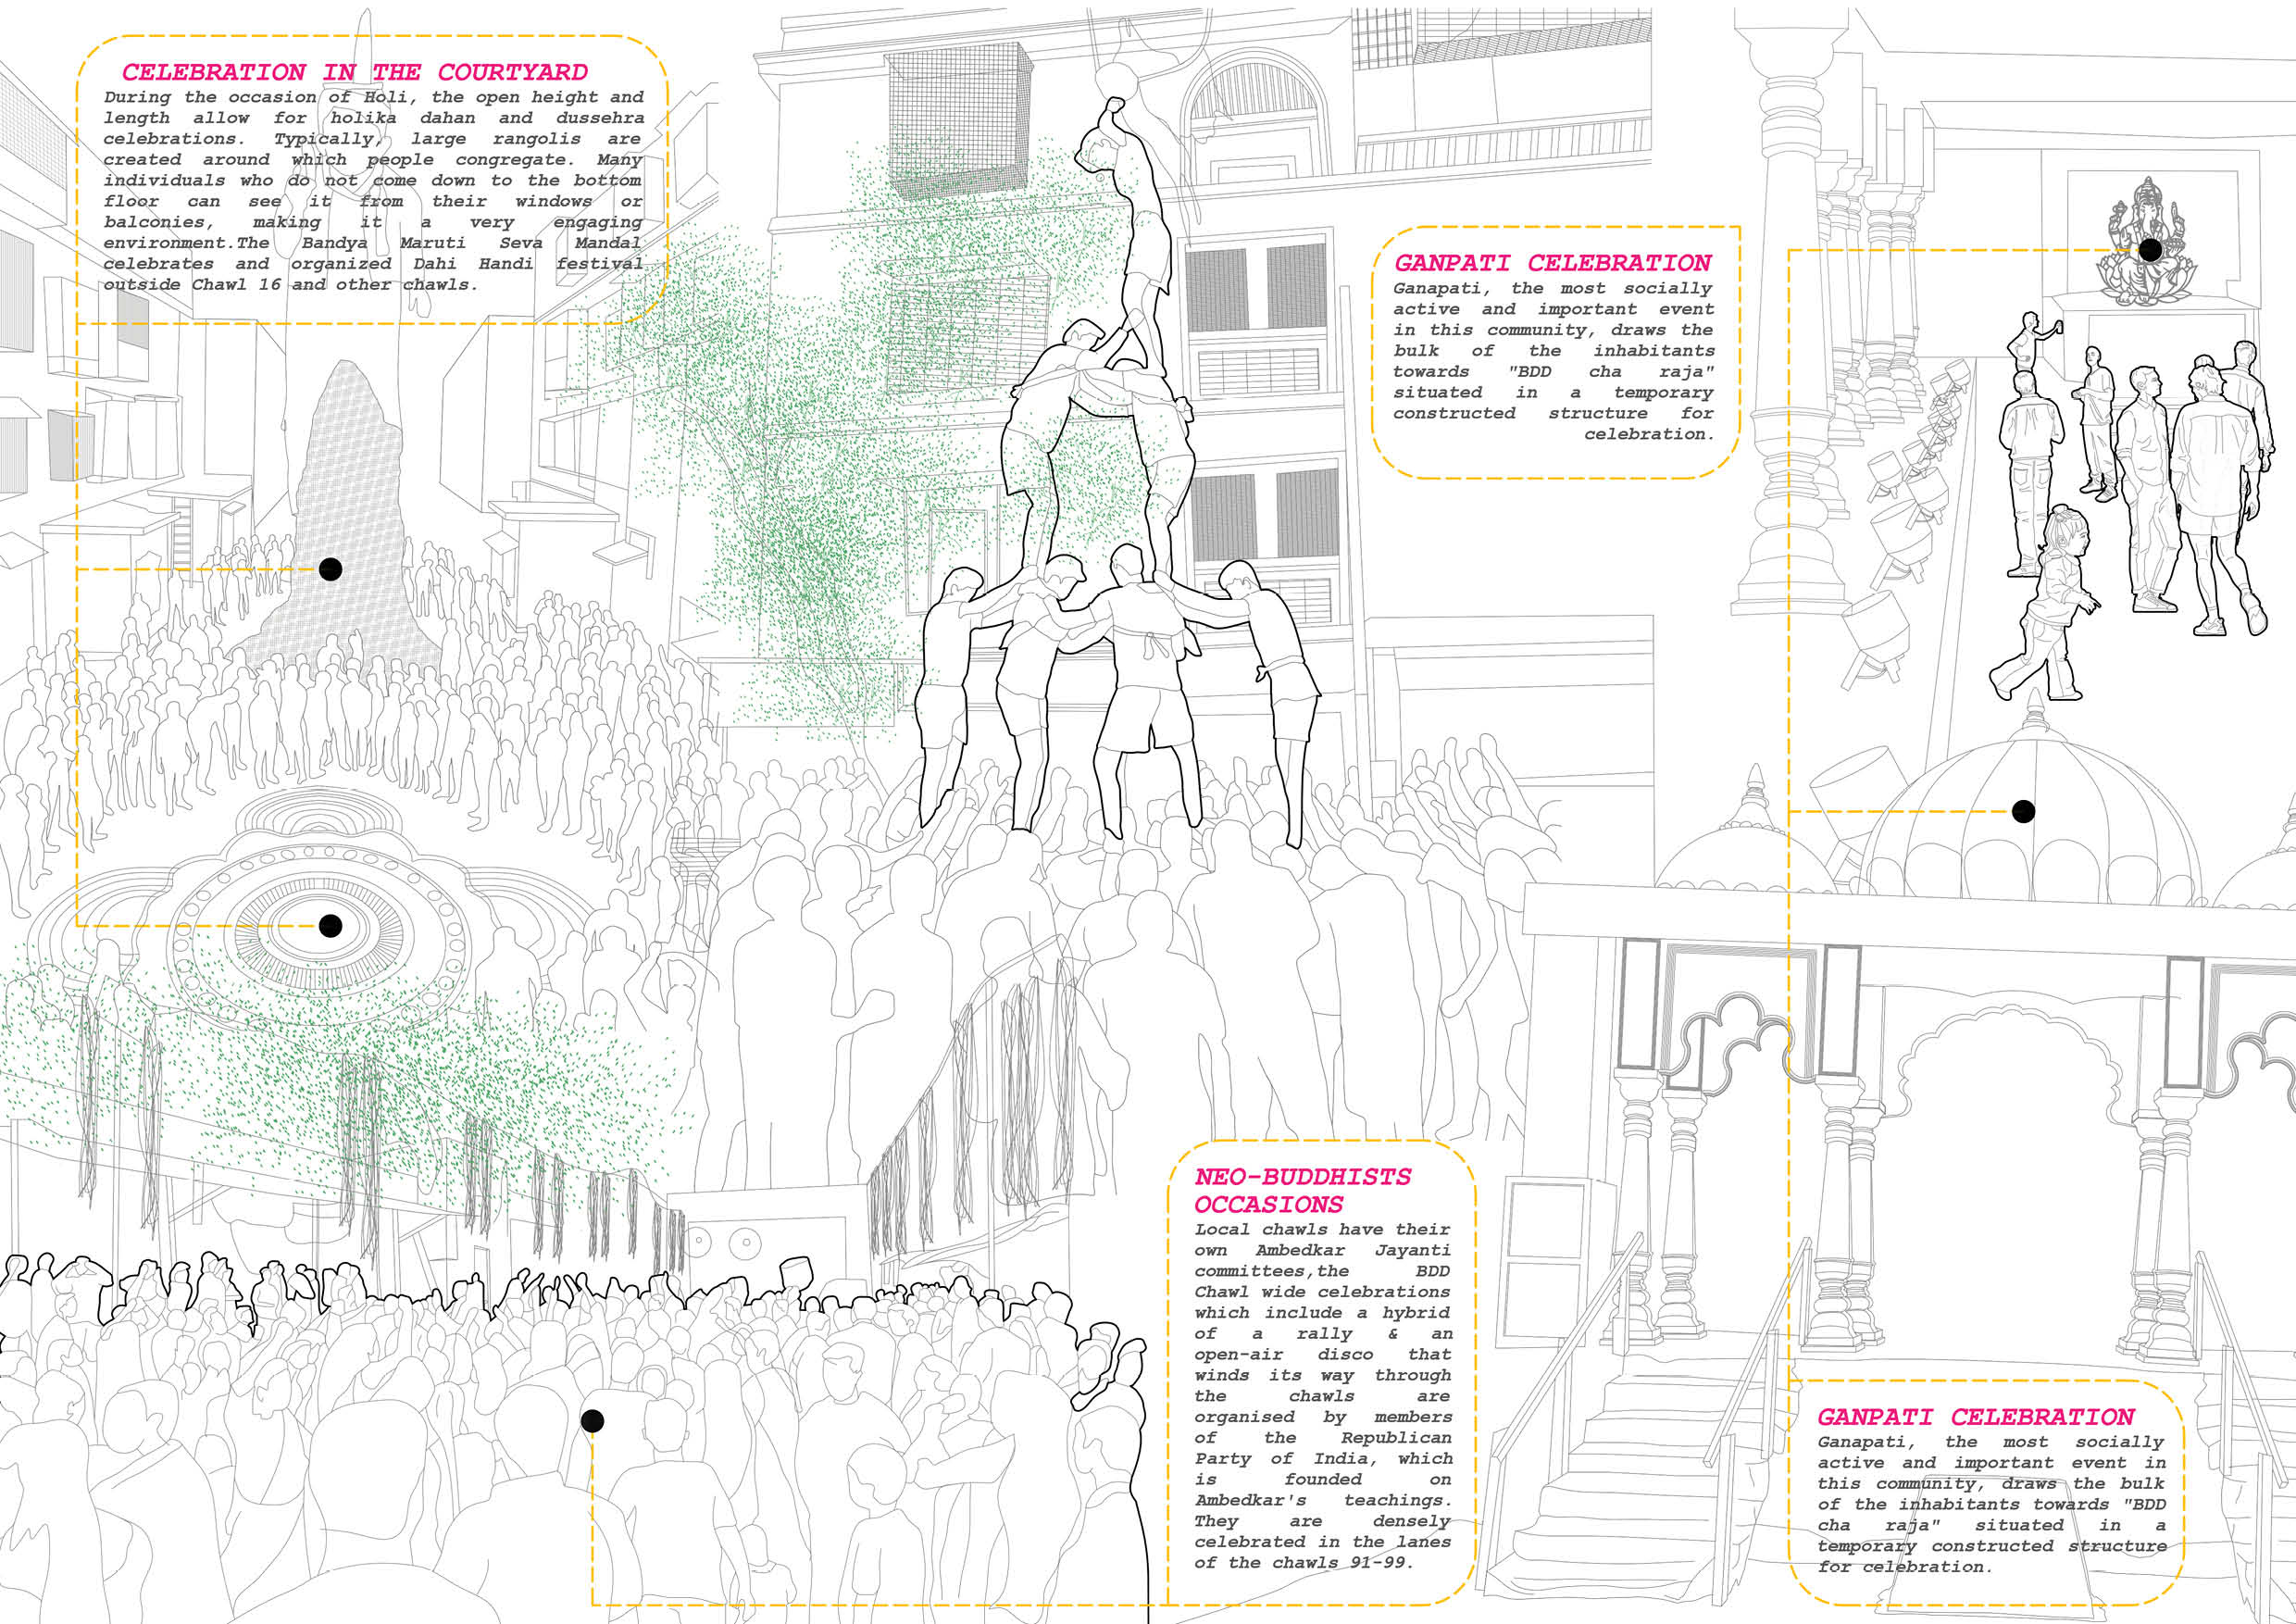 CELEBRATION IN THE COURTYARD
During the occasion of Holi, the open height and
length allow for holika dahan and dussehra
celebrations. Typically, large rangolis are
created around which people congregate. Many
individuals who do not come down to the bottom
floor can see it from their windows or
balconies, making it a very engaging
environment.The Bandya Maruti Seva Mandal
celebrates and organized Dahi Handi festival
outside Chawl 16 and other chawls.
GANPATI CELEBRATION
Ganapati, the most socially
active and important event
in this community, draws the
bulk of the inhabitants
towards "BDD cha raja"
situated in a temporary
constructed structure for
celebration.
NEO-BUDDHISTS
OCCASIONS
Local chawls have their
own Ambedkar Jayanti
committees,the BDD
Chawl wide celebrations
which include a hybrid
of a rally & an
open-air disco that
winds its way through
the chawls are
organised by members
of the Republican
Party of India, which
is founded on
Ambedkar's teachings.
They are densely
celebrated in the lanes
of the chawls 91-99.
GANPATI CELEBRATION
Ganapati, the most socially
active and important event in
this community, draws the bulk
of the inhabitants towards "BDD
cha raja" situated in a
temporary constructed structure
for celebration.